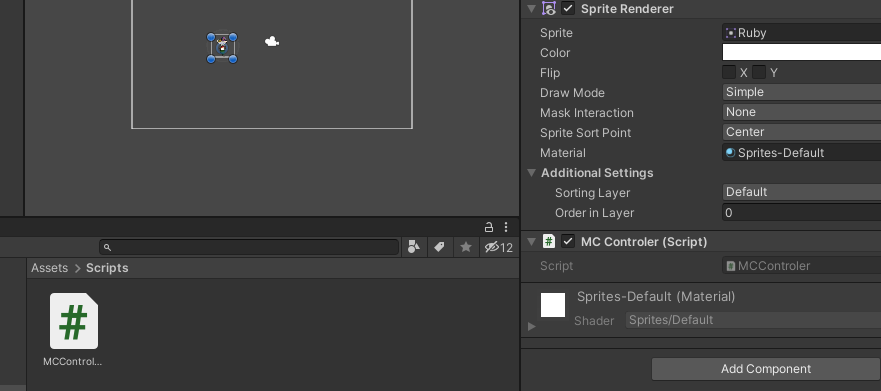 Sprite Renderer
Sprite
Ruby
Color
Flip
X
Y
Draw Mode
Simple
Mask Interaction
None
Sprite Sort Point
Center
Material
Sprites-Default
Additional Settings
Sorting Layer
Default
Order in Layer
0
12
Assets > Scripts
# MC Controler (Script)
Script
# MCControler
#
MCControl...
Sprites-Default (Material)
Shader
Sprites/Default
Add Component